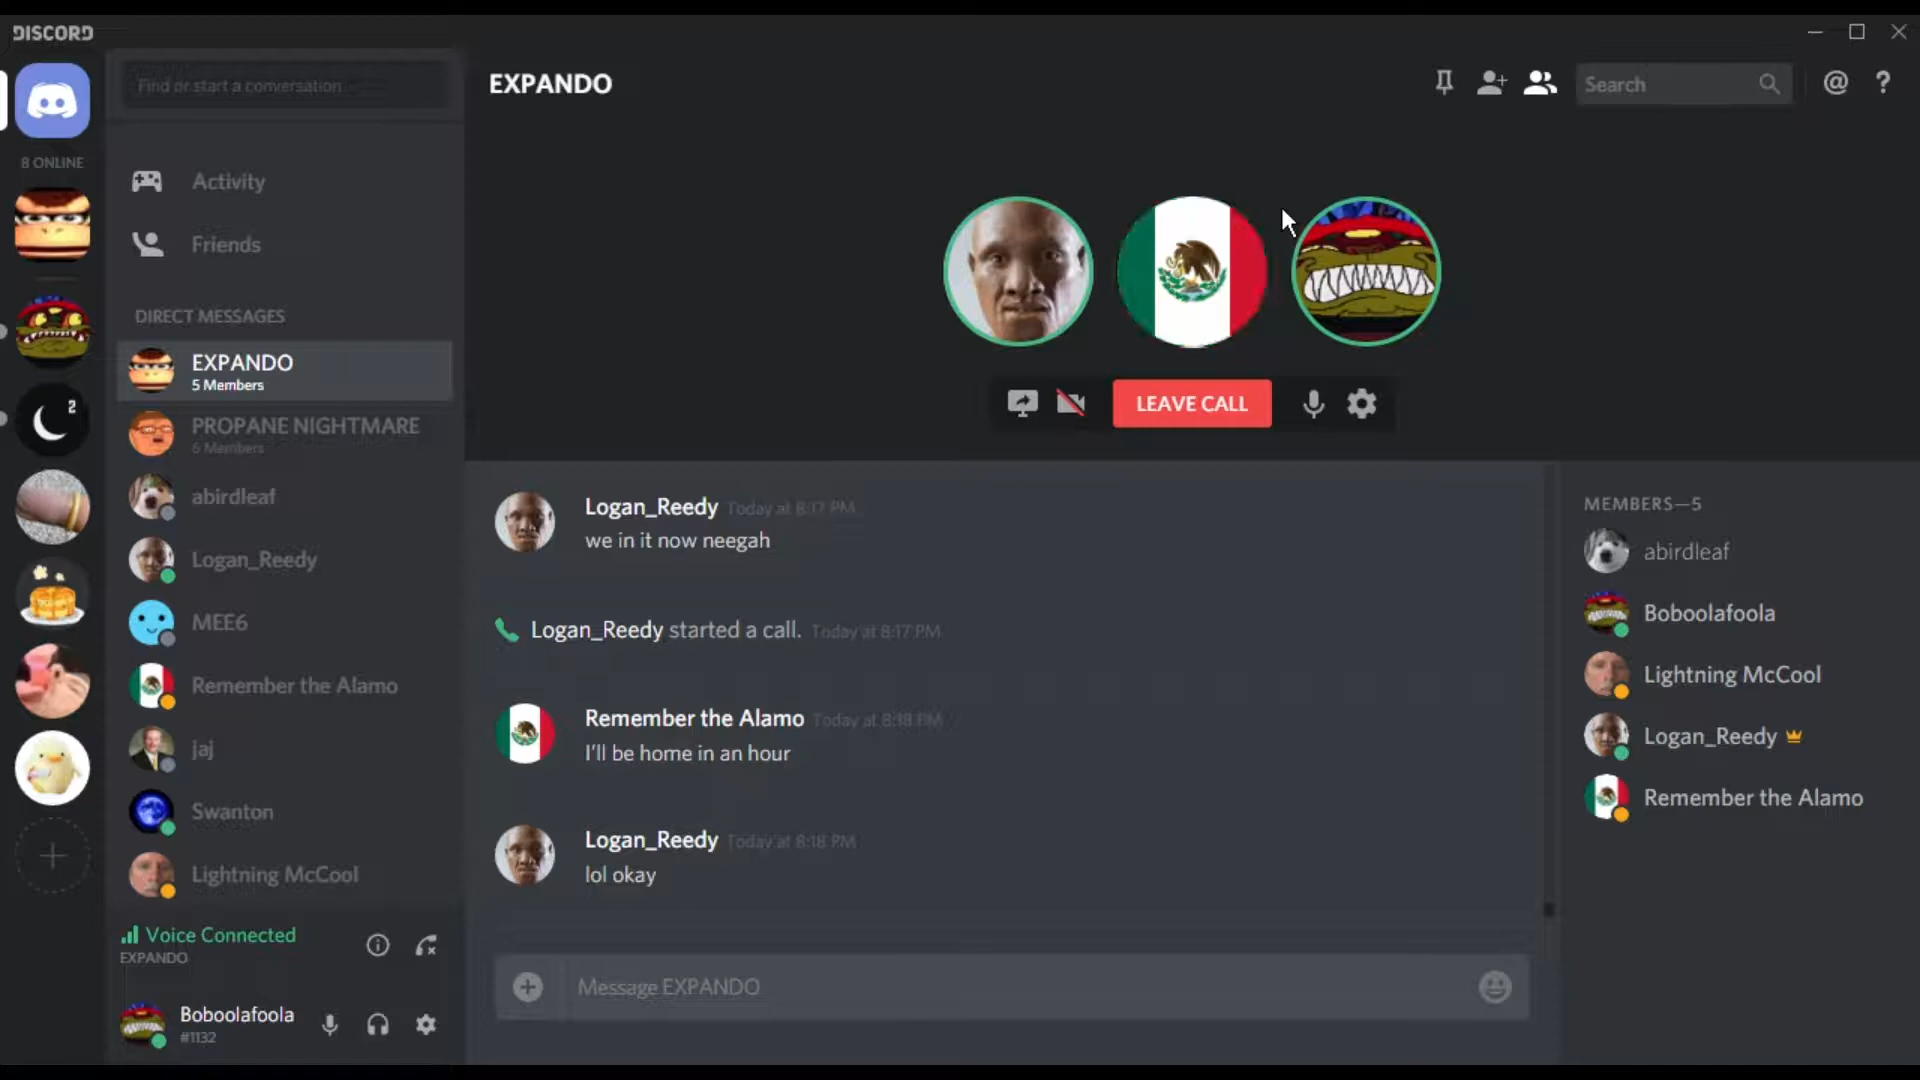 DISCORD
Find or start a conversation
8 ONLINE
Activity
Friends
DIRECT MESSAGES
EXPANDO
5 Members
PROPANE NIGHTMARE
6 Members
abirdleaf
Logan_Reedy
MEE6
Remember the Alamo
jaj
Swanton
Lightning McCool
Voice Connected
EXPANDO
Boboolafoola
#1132
2
EXPANDO
Search
@ ?
LEAVE CALL
Logan_Reedy Today at 8:17 PM
we in it now neegah
Logan_Reedy started a call. Today at 8:17 PM
Remember the Alamo Today at 8:18 PM
I'll be home in an hour
Logan_Reedy Today at 8:18 PM
lol okay
Message EXPANDO
MEMBERS—5
abirdleaf
Boboolafoola
Lightning McCool
Logan_Reedy
Remember the Alamo